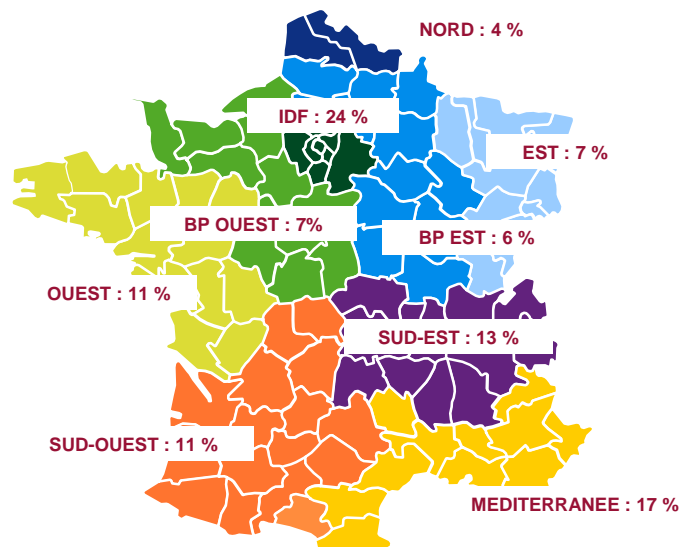 NORD : 4 %
IDF : 24 %
EST : 7 %
BP OUEST : 7%
BP EST : 6 %
OUEST : 11 %
SUD-EST : 13 %
SUD-OUEST : 11 %
MEDITERRANEE : 17 %